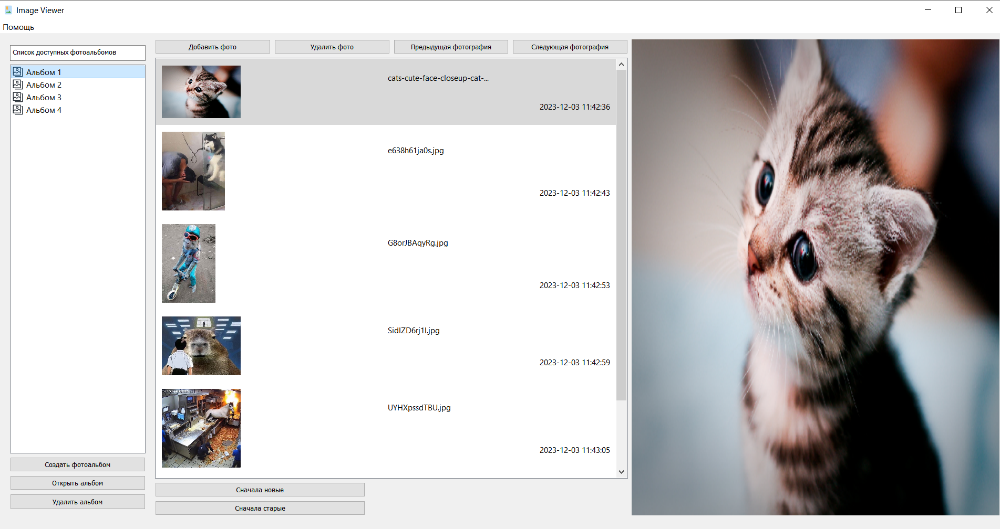 Image Viewer
Помощь
Список доступных фотоальбомов
Альбом 1
Альбом 2
Альбом 3
Альбом 4
Создать фотоальбом
Открыть альбом
Удалить альбом
Добавить фото
Удалить фото
Предыдущая фотография
Следующая фотография
cats-cute-face-closeup-cat-...
2023-12-03 11:42:36
e638h61ja0s.jpg
2023-12-03 11:42:43
G8orJBAqyRg.jpg
2023-12-03 11:42:53
2023-12-03 11:42:59
UYHXpssdTBU.jpg
2023-12-03 11:43:05
Сначала новые
Сначала старые